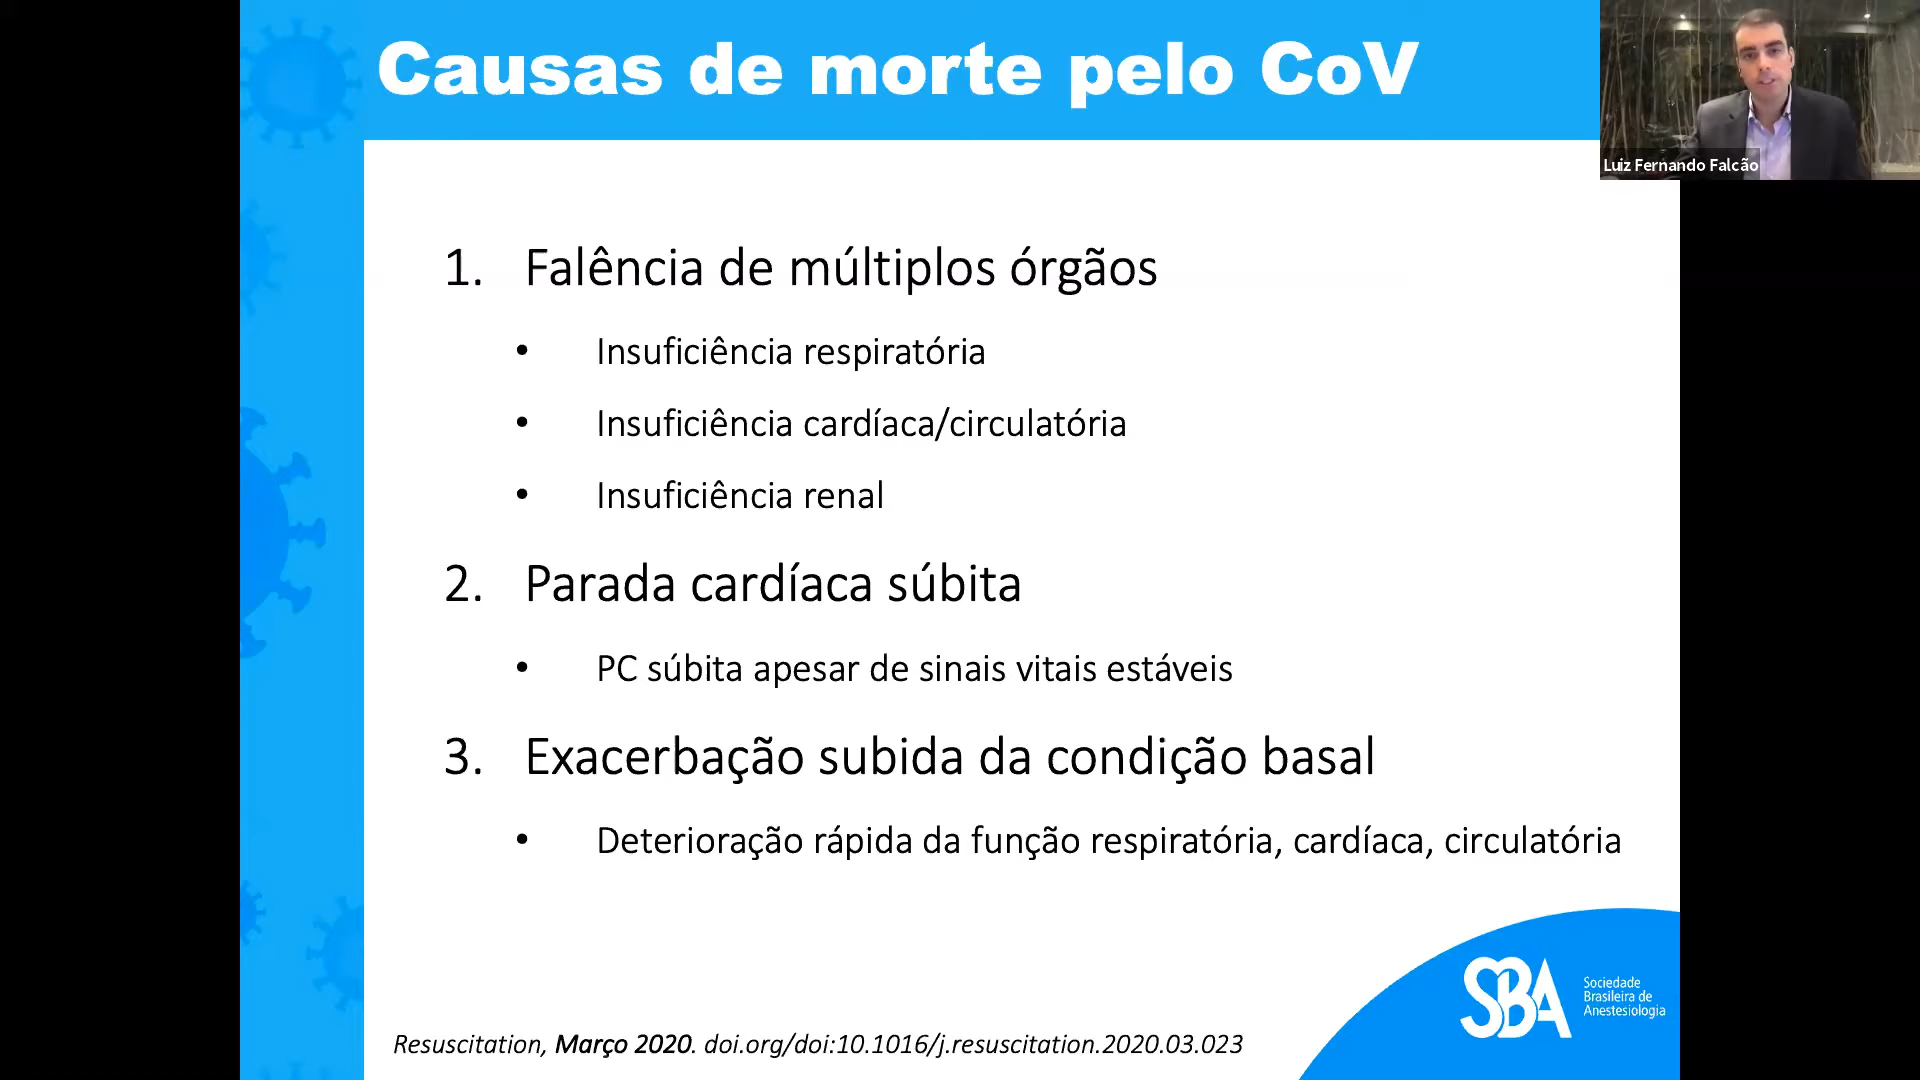 Causas de morte pelo CoV
Luiz Fernando Falcão
1. Falência de múltiplos órgãos
• Insuficiência respiratória
• Insuficiência cardíaca/circulatória
• Insuficiência renal
2. Parada cardíaca súbita
• PC súbita apesar de sinais vitais estáveis
3. Exacerbação subida da condição basal
• Deterioração rápida da função respiratória, cardíaca, circulatória
SBA
Sociedade
Brasileira de
Anestesiologia
Resuscitation, Março 2020. doi.org/doi:10.1016/j.resuscitation.2020.03.023